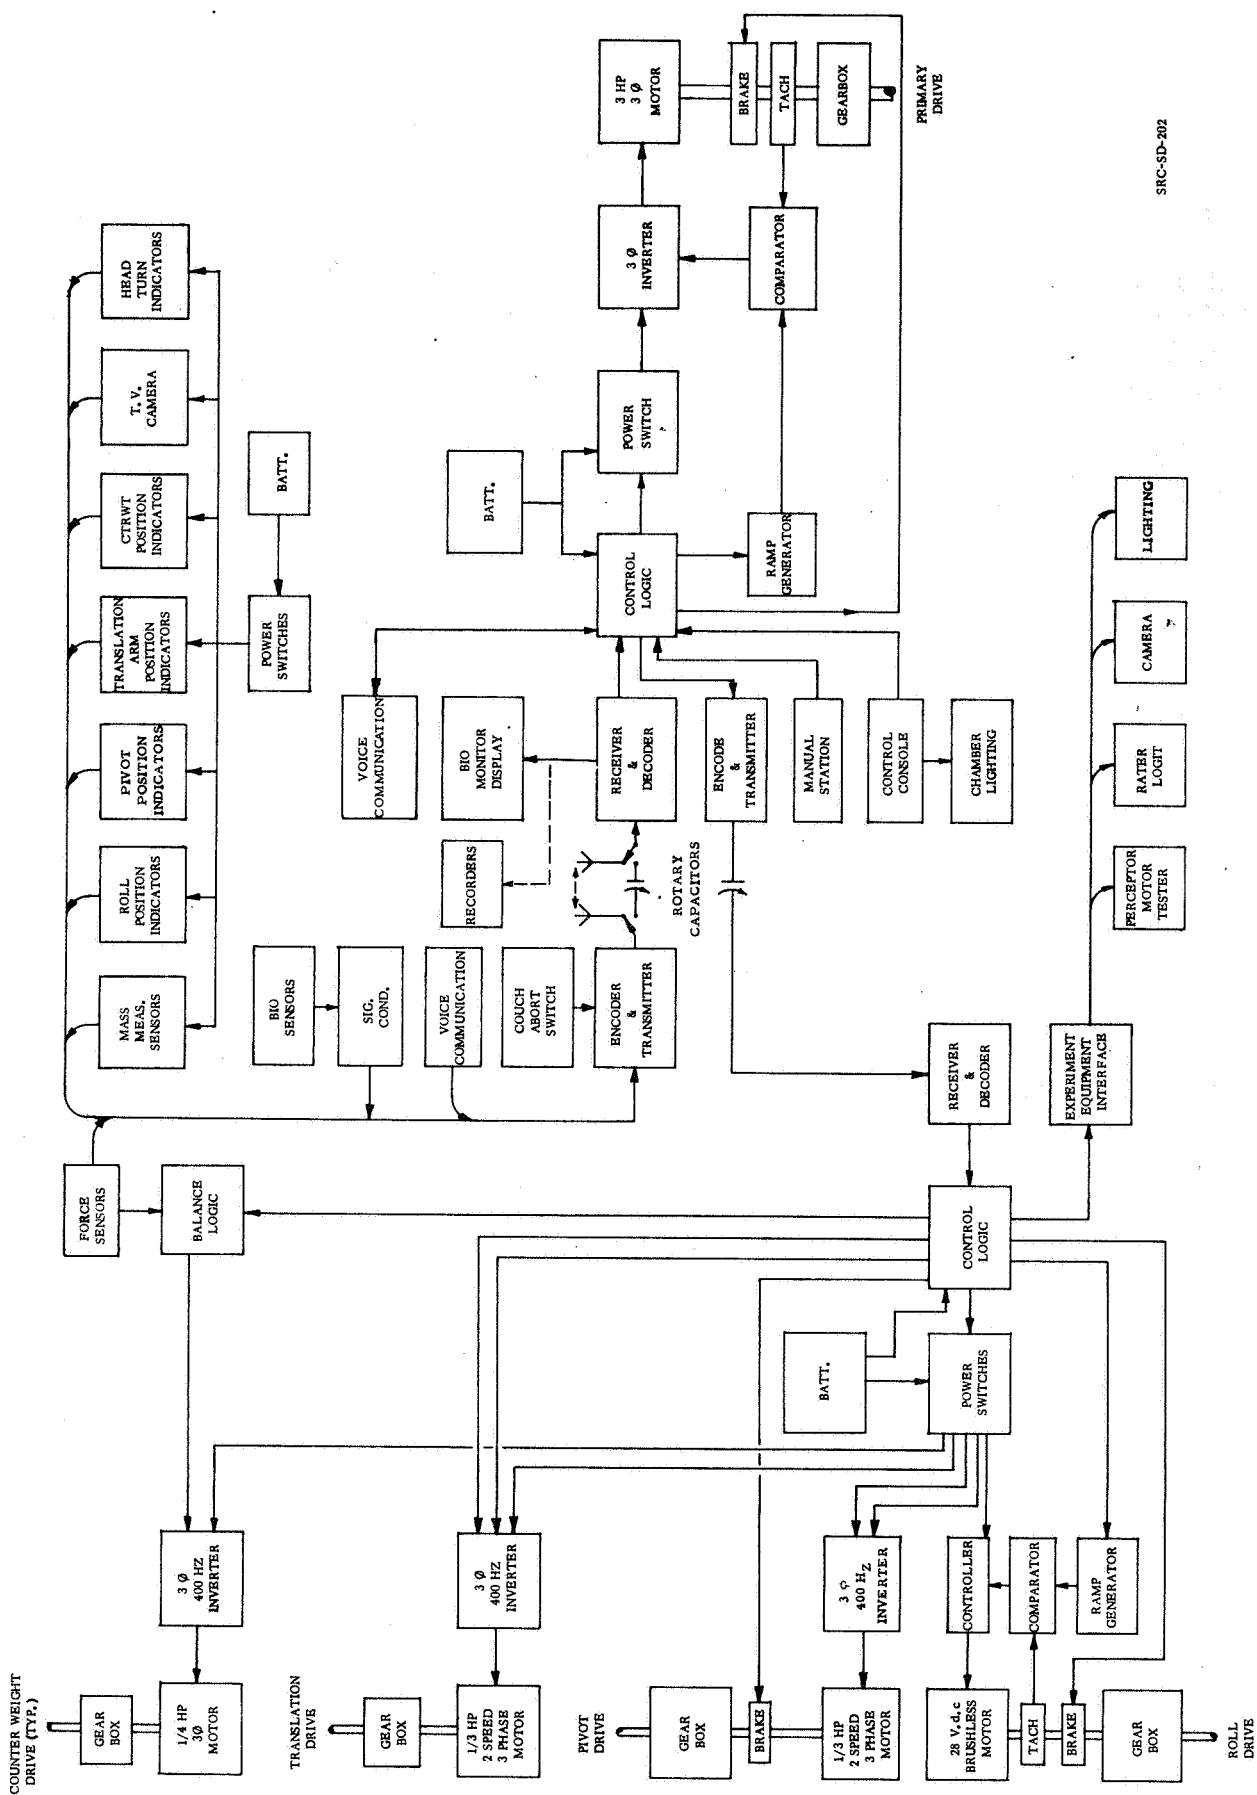 COUNTER WEIGHT
DRIVE (TYP.)
GEAR
BOX
1/4 HP
3Ø
MOTOR
3 Ø
400 HZ
INVERTER
TRANSLATION
DRIVE
GEAR
BOX
1/3 HP
2 SPEED
3 PHASE
MOTOR
3 Ø
400 HZ
INVERTER
PIVOT
DRIVE
GEAR
BOX
BRAKE
1/3 HP
2 SPEED
3 PHASE
MOTOR
3 φ
400 HZ
INVERTER
28 V.d.c
BRUSHLESS
MOTOR
CONTROLLER
TACH
COMPARATOR
BRAKE
RAMP
GENERATOR
GEAR
BOX
ROLL
DRIVE
BATT.
POWER
SWITCHES
CONTROL
LOGIC
FORCE
SENSORS
BALANCE
LOGIC
RECEIVER
&
DECODER
EXPERIMENT
EQUIPMENT
INTERFACE
PERCEPTOR
MOTOR
TESTER
RATER
LOGIT
CAMERA
LIGHTING
MASS
MEAS.
SENSORS
ROLL
POSITION
INDICATORS
PIVOT
POSITION
INDICATORS
TRANSLATION
ARM
POSITION
INDICATORS
CTRWT
POSITION
INDICATORS
T. V.
CAMERA
HEAD
TURN
INDICATORS
POWER
SWITCHES
BATT.
BIO
SENSORS
SIG.
COND.
VOICE
COMMUNICATION
COUCH
ABORT
SWITCH
ENCODER
&
TRANSMITTER
RECORDERS
ROTARY
CAPACITORS
VOICE
COMMUNICATION
BIO
MONITOR
DISPLAY
RECEIVER
&
DECODER
ENCODE
&
TRANSMITTER
MANUAL
STATION
CONTROL
CONSOLE
CHAMBER
LIGHTING
BATT.
CONTROL
LOGIC
RAMP
GENERATOR
POWER
SWITCH
3 Ø
INVERTER
COMPARATOR
3 HP
3 Ø
MOTOR
BRAKE
TACH
GEARBOX
PRIMARY
DRIVE
SRC-SD-202